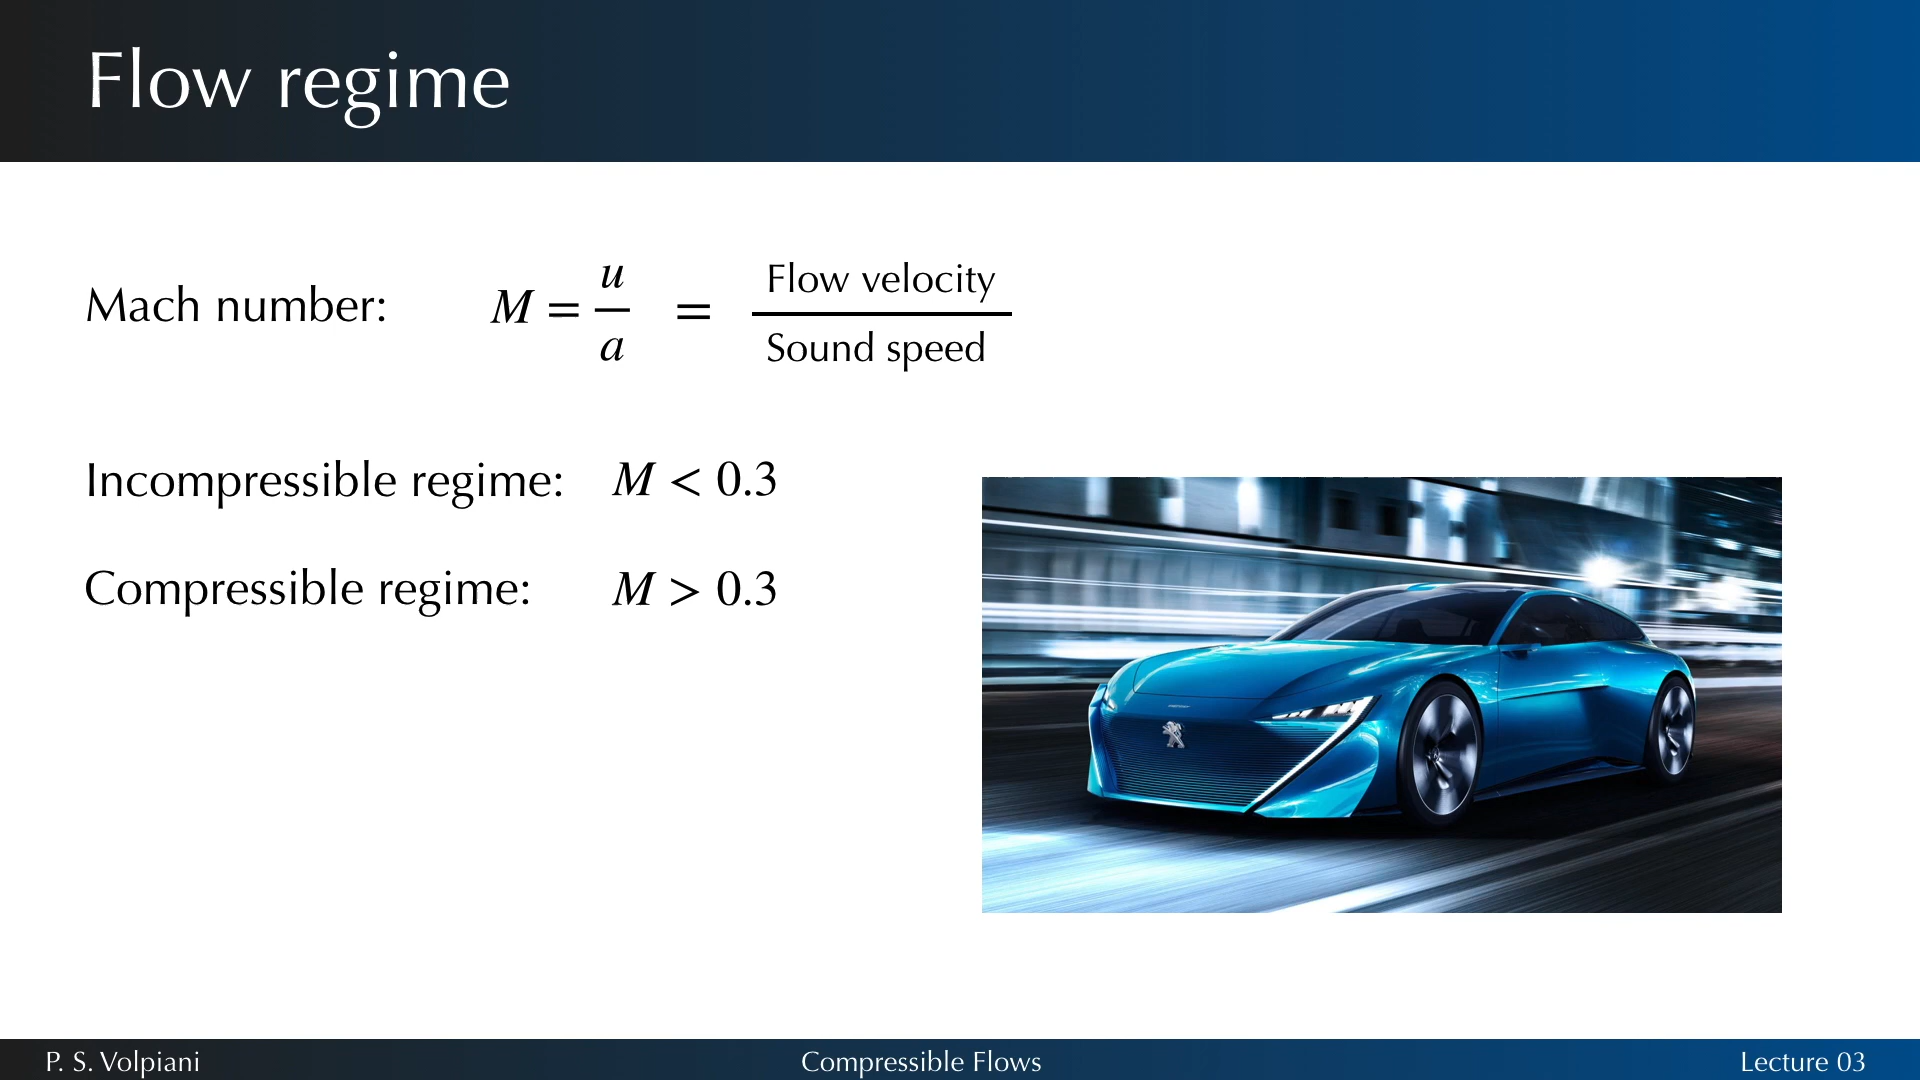 Flow regime
Mach number: M = u/a = Flow velocity / Sound speed
Incompressible regime: M < 0.3
Compressible regime: M > 0.3
P. S. Volpiani Compressible Flows Lecture 03